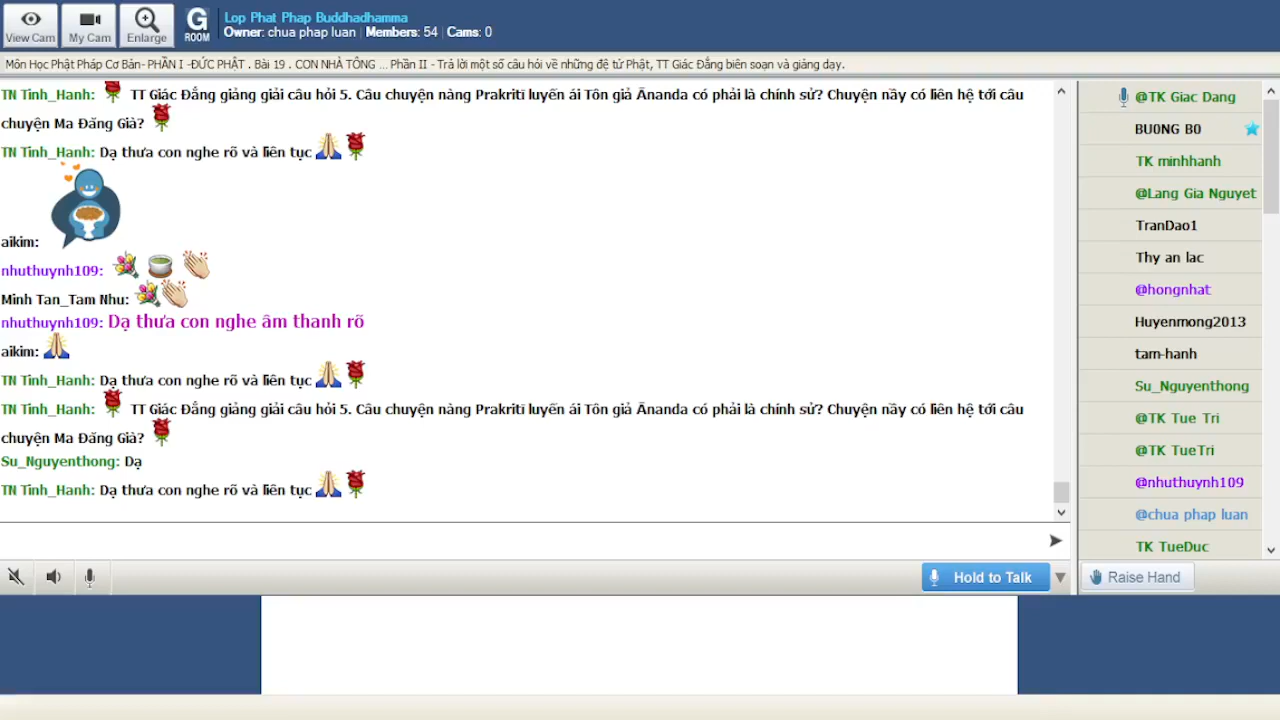 View Cam
My Cam
Enlarge
G ROOM
Lop Phat Phap Buddhadhamma
Owner: chua phap luan | Members: 54 | Cams: 0
Môn Học Phật Pháp Cơ Bản- PHẦN I -ĐỨC PHẬT . Bài 19 . CON NHÀ TÔNG ... Phần II - Trả lời một số câu hỏi về những đệ tử Phật, TT Giác Đẳng biên soạn và giảng dạy.
TN Tinh_Hanh: TT Giác Đẳng giảng giải câu hỏi 5. Câu chuyện nàng Prakritī luyến ái Tôn giả Ānanda có phải là chính sử? Chuyện nầy có liên hệ tới câu
chuyện Ma Đăng Già?
TN Tinh_Hanh: Dạ thưa con nghe rõ và liên tục
aikim:
nhuthuynh109:
Minh Tan_Tam Nhu:
nhuthuynh109: Dạ thưa con nghe âm thanh rõ
aikim:
TN Tinh_Hanh: Dạ thưa con nghe rõ và liên tục
TN Tinh_Hanh: TT Giác Đẳng giảng giải câu hỏi 5. Câu chuyện nàng Prakritī luyến ái Tôn giả Ānanda có phải là chính sử? Chuyện nầy có liên hệ tới câu
chuyện Ma Đăng Già?
Su_Nguyenthong: Dạ
TN Tinh_Hanh: Dạ thưa con nghe rõ và liên tục
@TK Giac Dang
BU0NG B0
TK minhhanh
@Lang Gia Nguyet
TranDao1
Thy an lac
@hongnhat
Huyenmong2013
tam-hanh
Su_Nguyenthong
@TK Tue Tri
@TK TueTri
@nhuthuynh109
@chua phap luan
TK TueDuc
Hold to Talk
Raise Hand